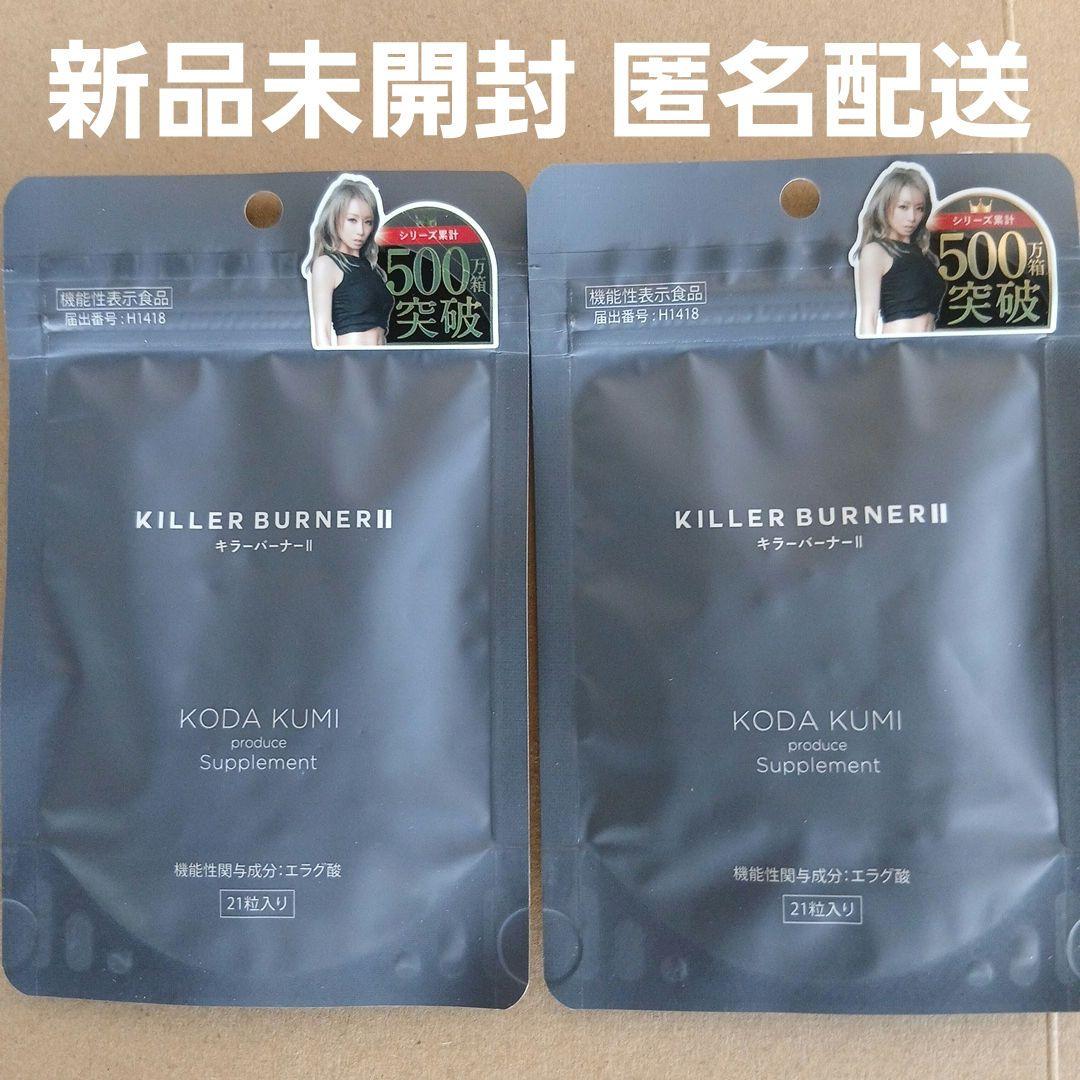 新品未開封 匿名配送
シリーズ累計
500万箱
突破
機能性表示食品
届出番号:H1418
KILLER BURNERⅡ
キラーバーナーⅡ
KODA KUMI
produce
Supplement
機能性関与成分:エラグ酸
21粒入り
シリーズ累計
500万箱
突破
機能性表示食品
届出番号:H1418
KILLER BURNERⅡ
キラーバーナーⅡ
KODA KUMI
produce
Supplement
機能性関与成分:エラグ酸
21粒入り